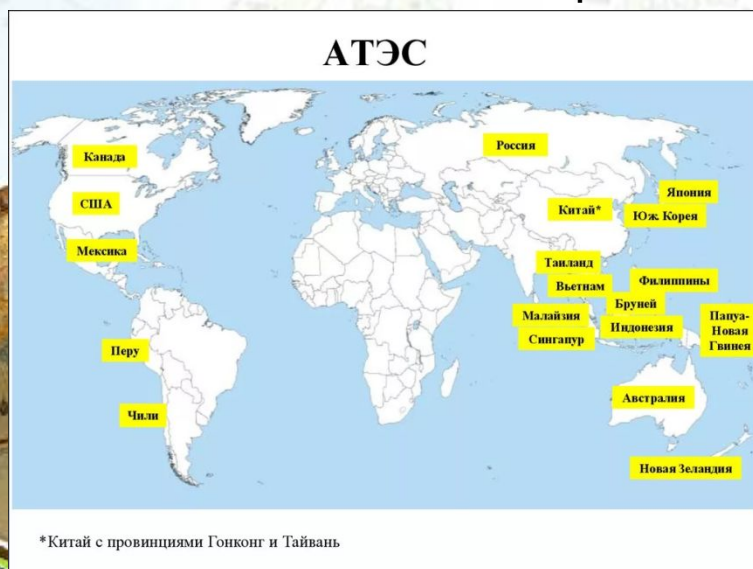 АТЭС
Канада
Россия
США
Япония
Китай*
Юж. Корея
Мексика
Таиланд
Вьетнам
Филиппины
Бруней
Малайзия
Индонезия
Папуа-
Новая
Гвинея
Сингапур
Перу
Чили
Австралия
Новая Зеландия
*Китай с провинциями Гонконг и Тайвань